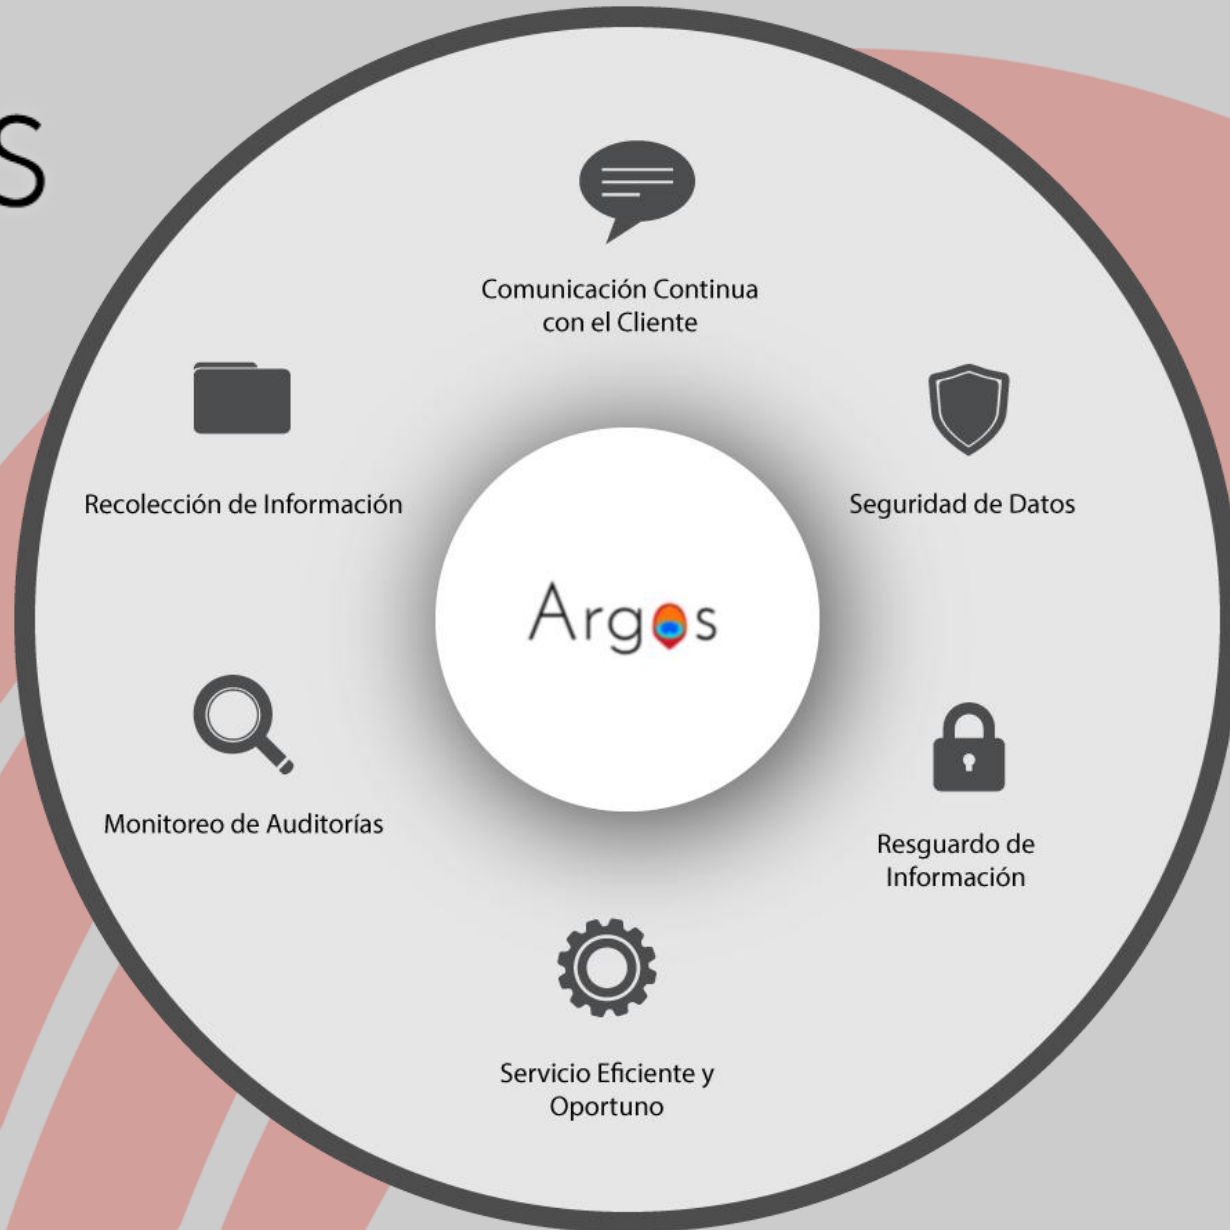 s
Comunicación Continua
con el Cliente
Recolección de Información
Seguridad de Datos
Argos
Monitoreo de Auditorías
Resguardo de
Información
Servicio Eficiente y
Oportuno